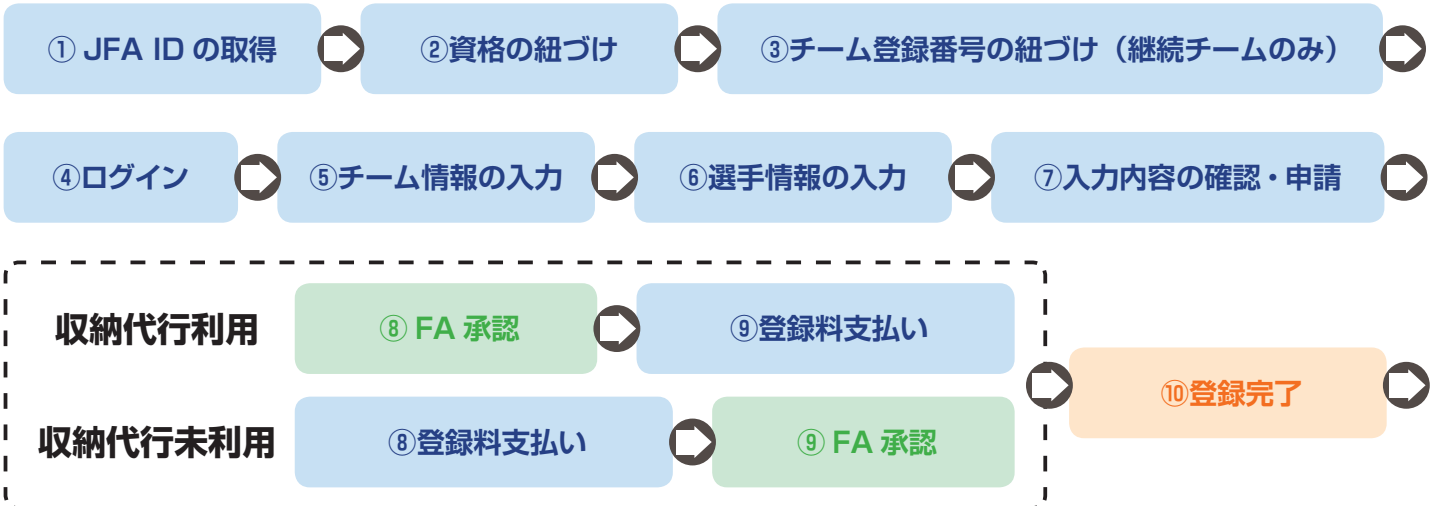 ① JFA ID の取得
②資格の紐づけ
③チーム登録番号の紐づけ（継続チームのみ）
④ログイン
⑤チーム情報の入力
⑥選手情報の入力
⑦入力内容の確認・申請
収納代行利用
⑧ FA 承認
⑨登録料支払い
収納代行未利用
⑧登録料支払い
⑨ FA 承認
⑩登録完了